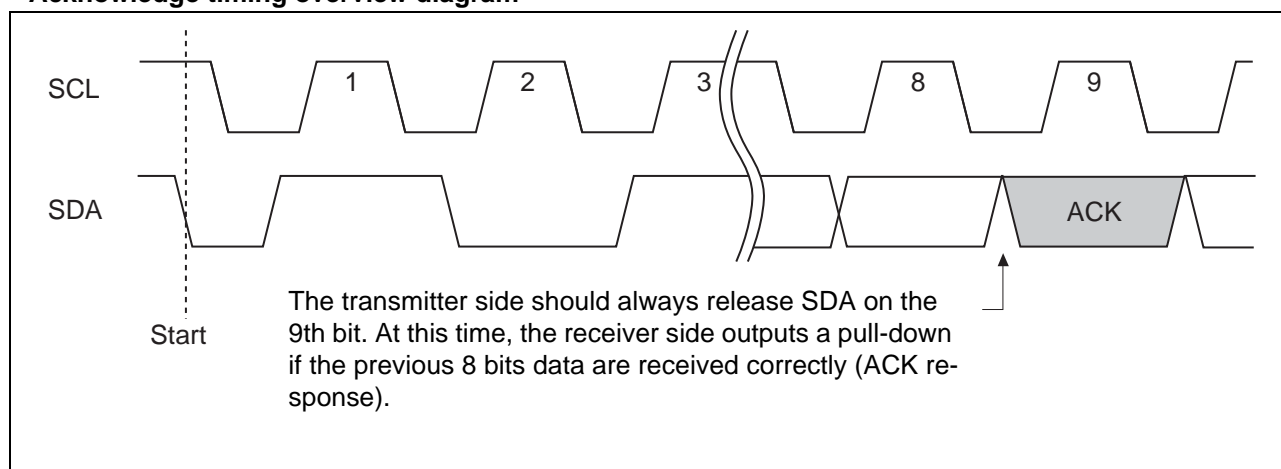 Acknowledge timing overview diagram
SCL
1
2
3
8
9
SDA
ACK
Start
The transmitter side should always release SDA on the
9th bit. At this time, the receiver side outputs a pull-down
if the previous 8 bits data are received correctly (ACK re-
sponse).